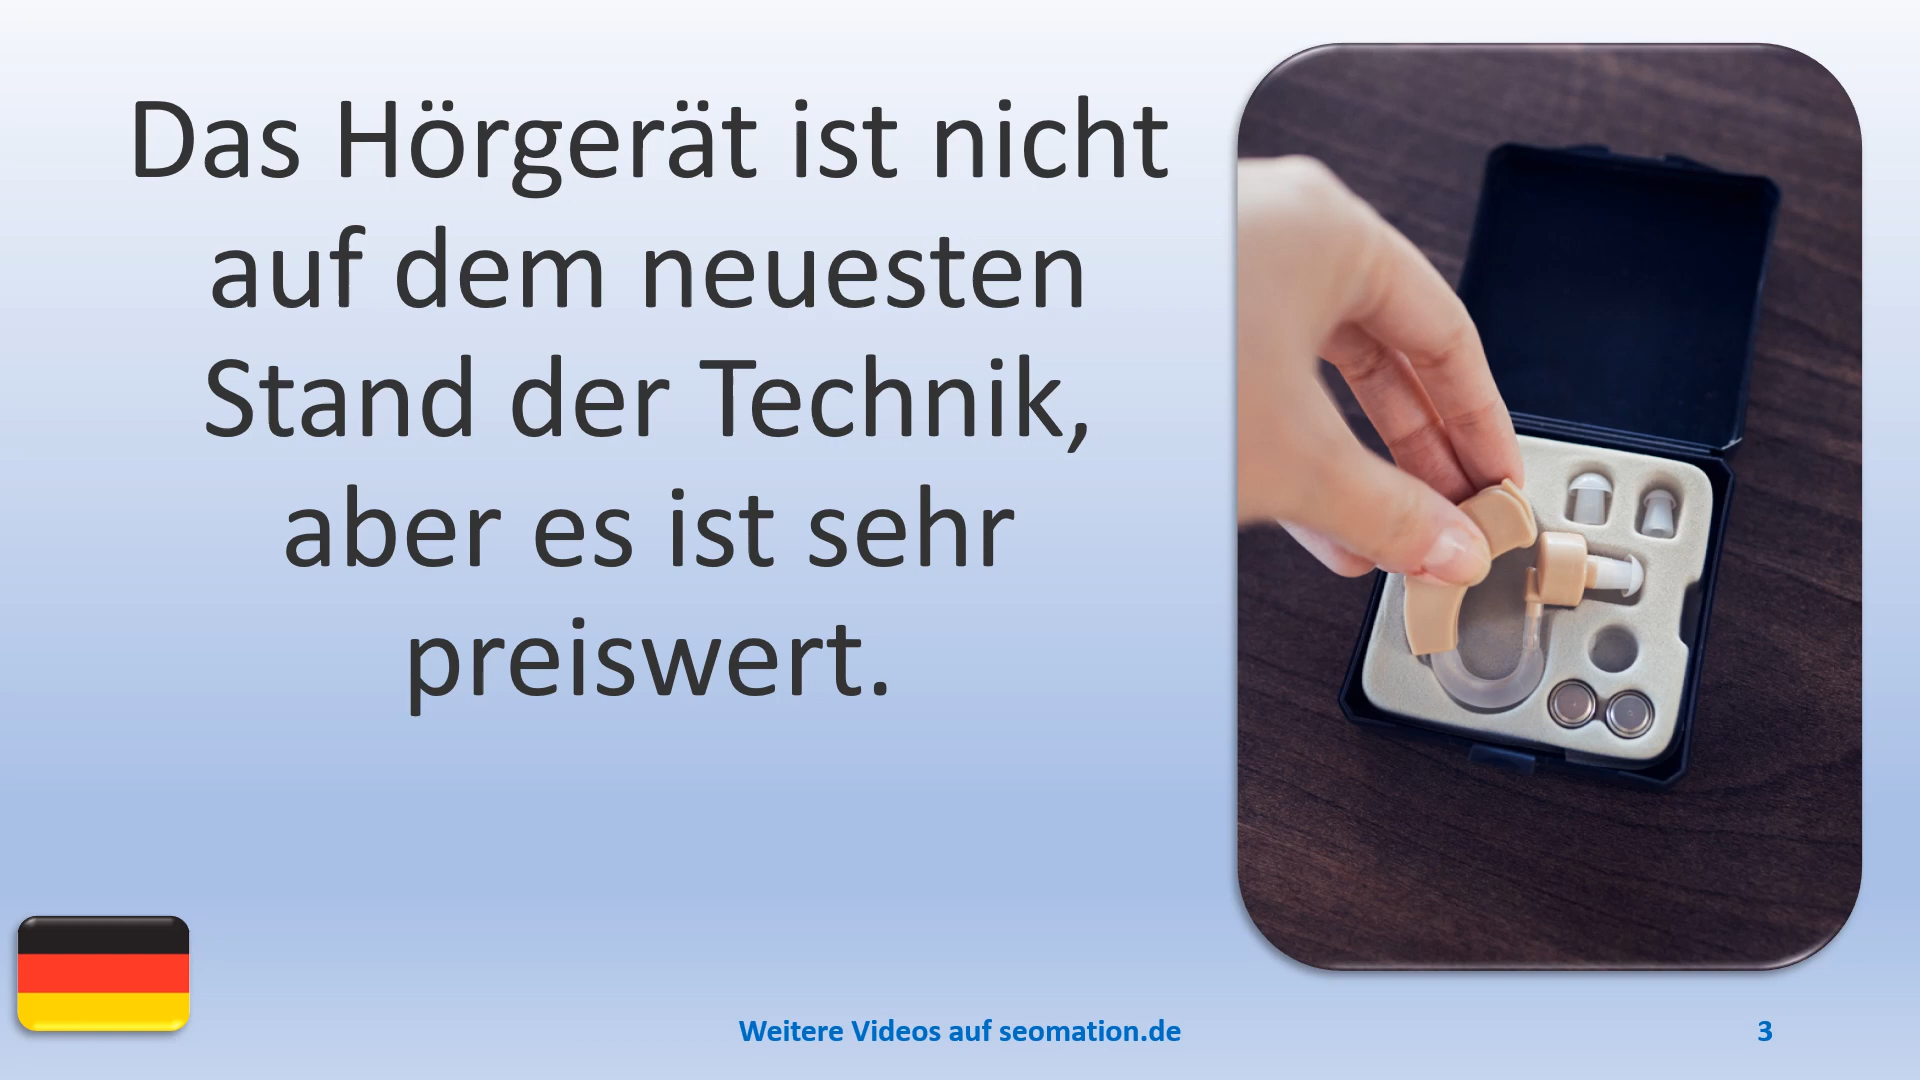 Das Hörgerät ist nicht
auf dem neuesten
Stand der Technik,
aber es ist sehr
preiswert.
Weitere Videos auf seomation.de
3